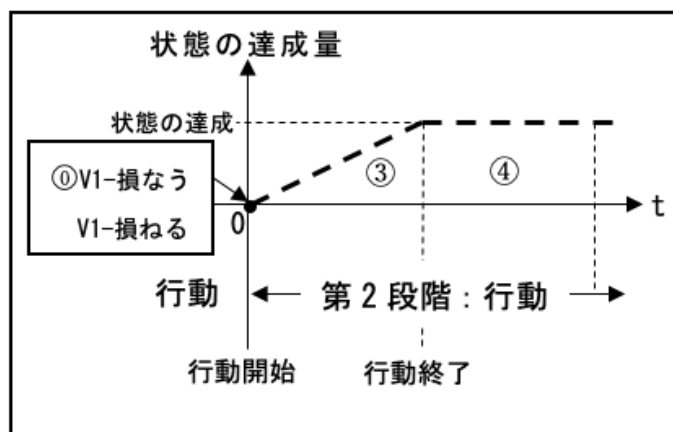 状態の達成量
状態の達成
⓪V1-損なう
V1-損ねる
③
④
0
t
行動
第2段階：行動
行動開始
行動終了